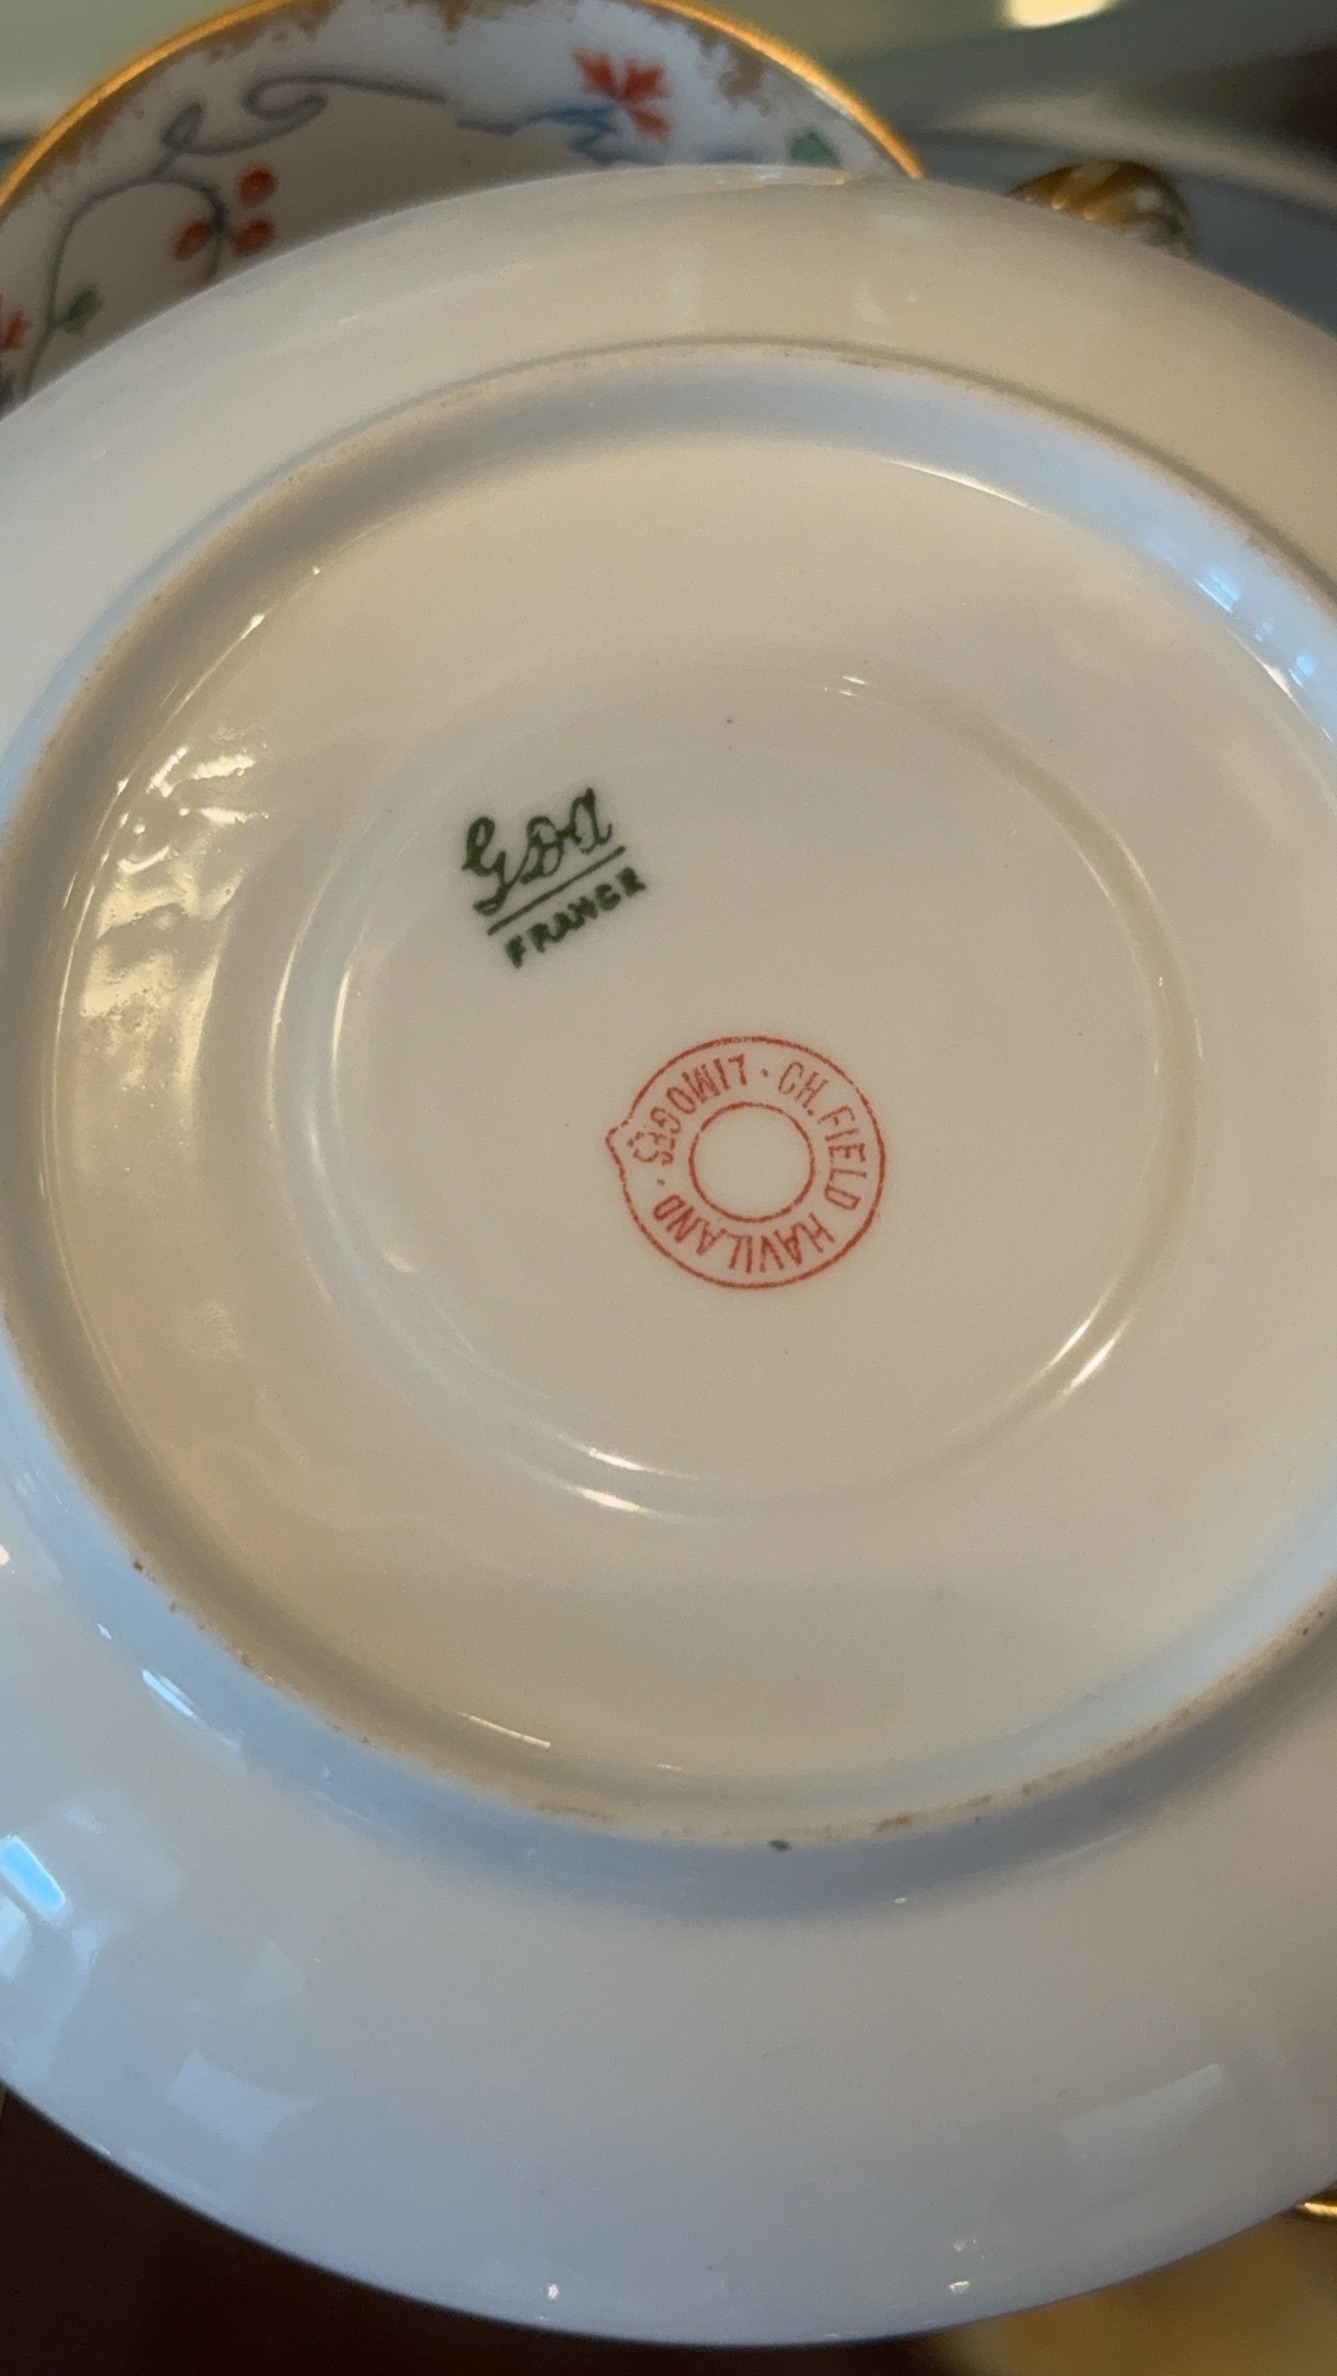 GDA
FRANCE
CH. FIELD HAVILAND · LIMOGES ·